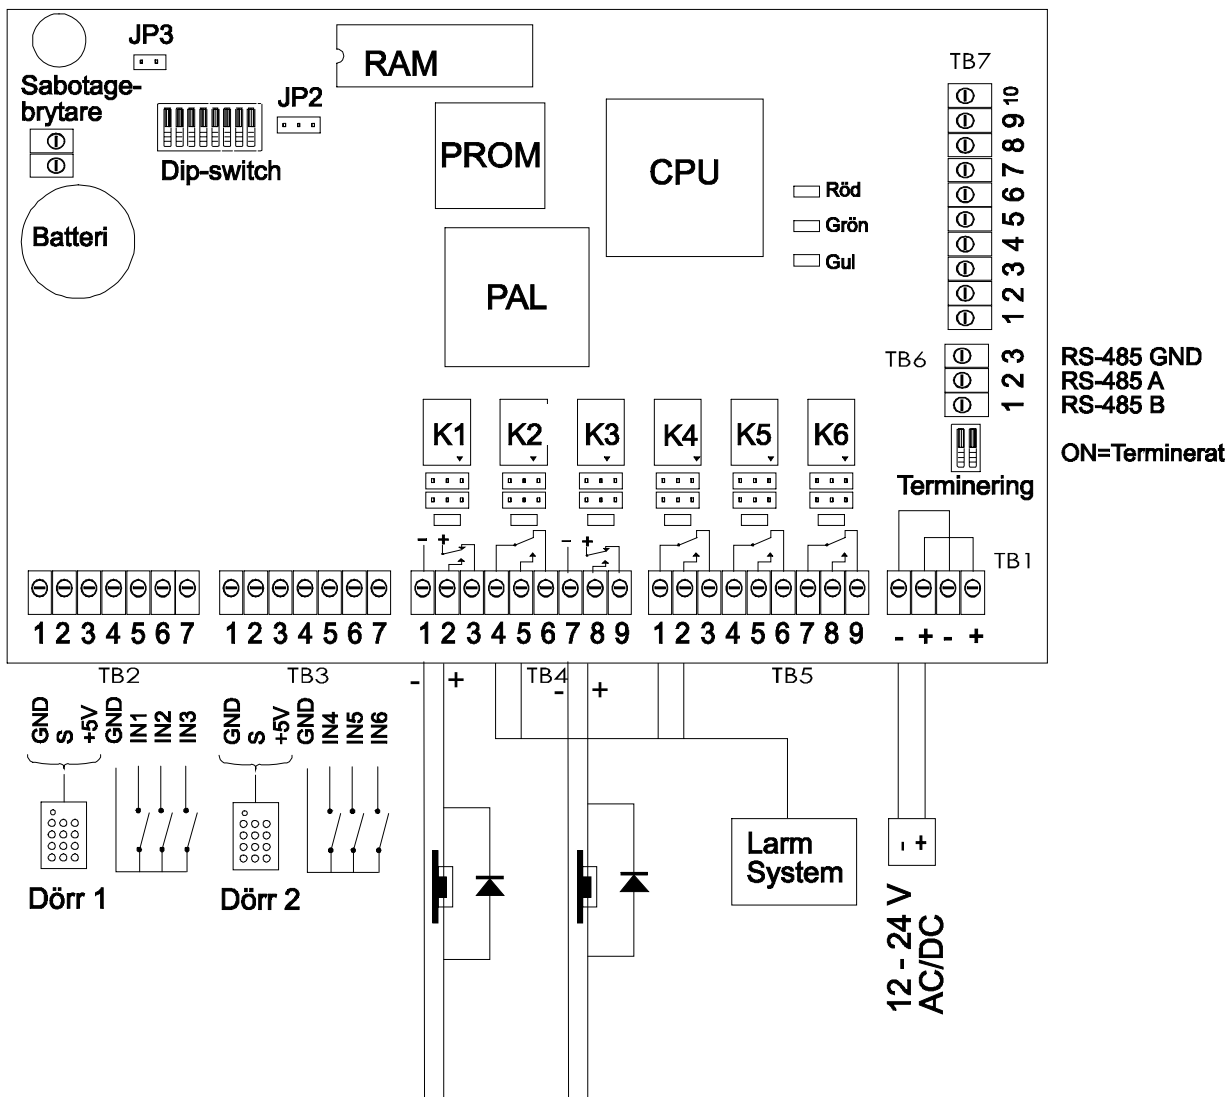 JP3
RAM
TB7
Sabotage-
brytare
JP2
Dip-switch
PROM
CPU
Batteri
PAL
Röd
Grön
Gul
10
9
8
7
6
5
4
3
2
1
TB6
3 RS-485 GND
2 RS-485 A
1 RS-485 B
ON=Terminerat
Terminering
K1 K2 K3 K4 K5 K6
- + - +
TB1
1 2 3 4 5 6 7 1 2 3 4 5 6 7 1 2 3 4 5 6 7 8 9 1 2 3 4 5 6 7 8 9 - + - +
TB2 TB3 TB4 TB5
- + - +
GND S +5V GND IN1 IN2 IN3
GND S +5V GND IN4 IN5 IN6
Dörr 1
Dörr 2
Larm
System
- +
12 - 24 V
AC/DC